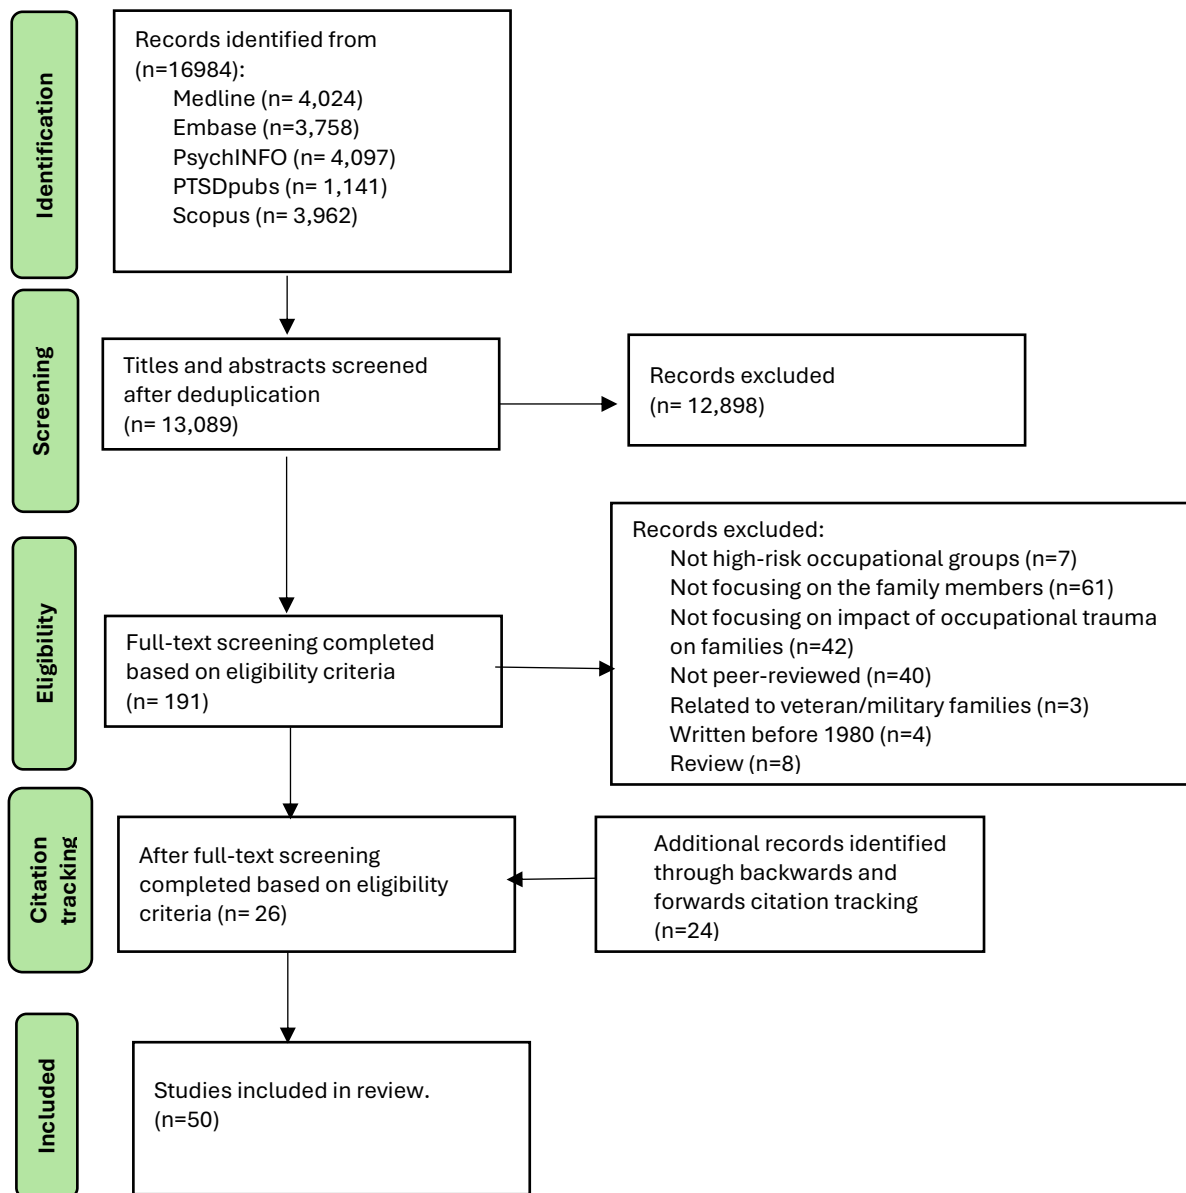 Identification
Records identified from
(n=16984):
Medline (n= 4,024)
Embase (n=3,758)
PsychINFO (n= 4,097)
PTSDpubs (n= 1,141)
Scopus (n= 3,962)
Screening
Titles and abstracts screened
after deduplication
(n= 13,089)
Records excluded
(n= 12,898)
Eligibility
Full-text screening completed
based on eligibility criteria
(n= 191)
Records excluded:
Not high-risk occupational groups (n=7)
Not focusing on the family members (n=61)
Not focusing on impact of occupational trauma
on families (n=42)
Not peer-reviewed (n=40)
Related to veteran/military families (n=3)
Written before 1980 (n=4)
Review (n=8)
Citation
tracking
After full-text screening
completed based on eligibility
criteria (n= 26)
Additional records identified
through backwards and
forwards citation tracking
(n=24)
Included
Studies included in review.
(n=50)